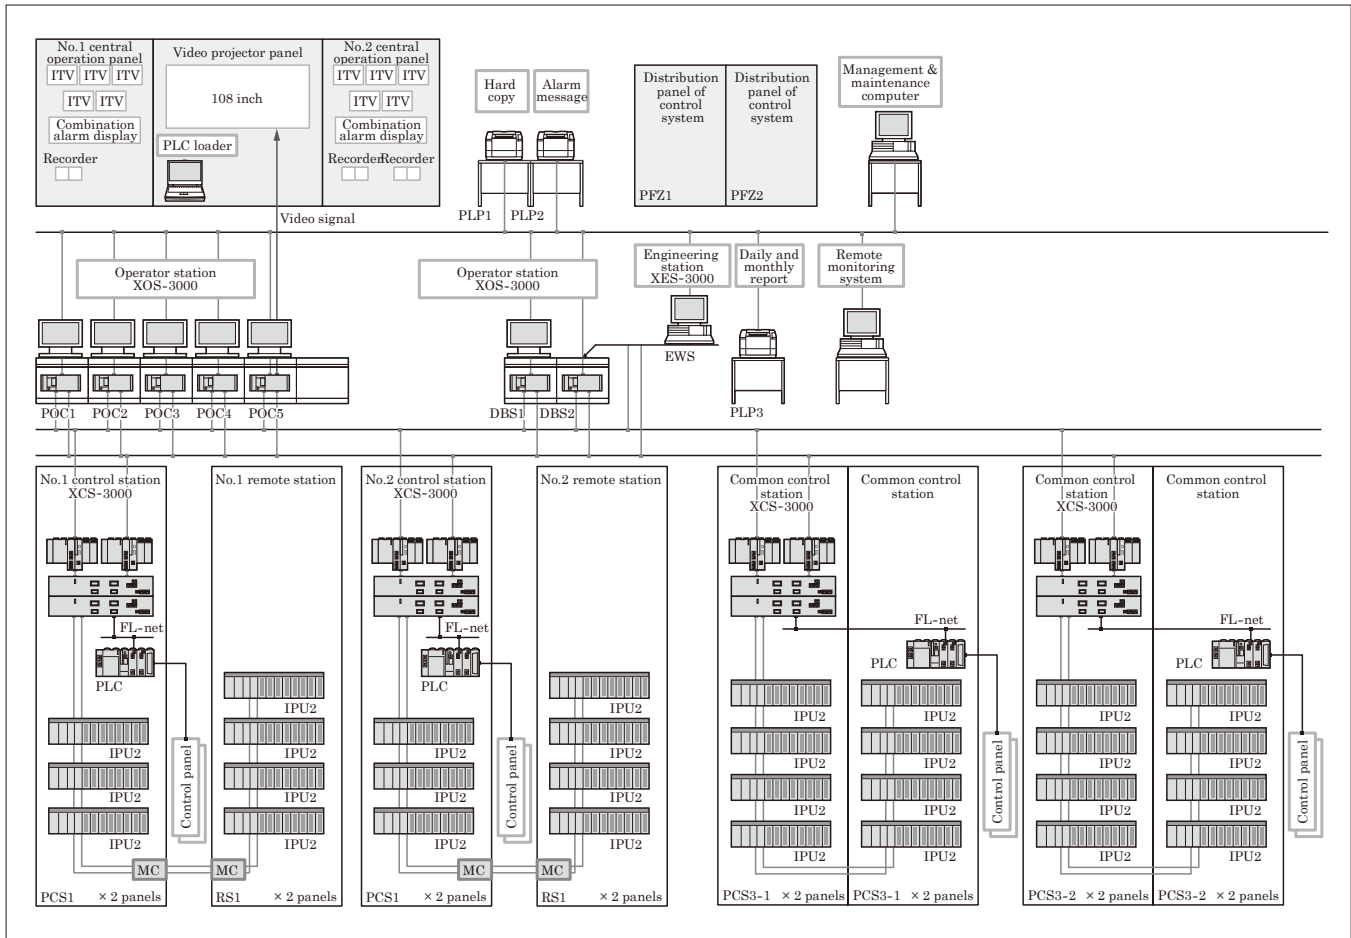 No.1 central
operation panel
ITV ITV ITV
ITV ITV
Combination
alarm display
Recorder
Video projector panel
108 inch
PLC loader
No.2 central
operation panel
ITV ITV ITV
ITV ITV
Combination
alarm display
Recorder Recorder
Video signal
Hard
copy
Alarm
message
PLP1
PLP2
Distribution
panel of
control
system
PFZ1
Distribution
panel of
control
system
PFZ2
Management &
maintenance
computer
Operator station
XOS-3000
Operator station
XOS-3000
Engineering
station
XES-3000
Daily and
monthly
report
Remote
monitoring
system
EWS
PLP3
POC1
POC2
POC3
POC4
POC5
DBS1
DBS2
No.1 control station
XCS-3000
FL-net
PLC
IPU2
IPU2
IPU2
Control panel
MC
PCS1 × 2 panels
No.1 remote station
IPU2
IPU2
IPU2
IPU2
MC
RS1 × 2 panels
No.2 control station
XCS-3000
FL-net
PLC
IPU2
IPU2
IPU2
Control panel
MC
PCS1 × 2 panels
No.2 remote station
IPU2
IPU2
IPU2
IPU2
MC
RS1 × 2 panels
Common control
station
XCS-3000
IPU2
IPU2
IPU2
IPU2
PCS3-1 × 2 panels
Common control
station
FL-net
PLC
IPU2
IPU2
IPU2
IPU2
Control panel
PCS3-1 × 2 panels
Common control
station
XCS-3000
IPU2
IPU2
IPU2
IPU2
PCS3-2 × 2 panels
Common control
station
FL-net
PLC
IPU2
IPU2
IPU2
IPU2
Control panel
PCS3-2 × 2 panels